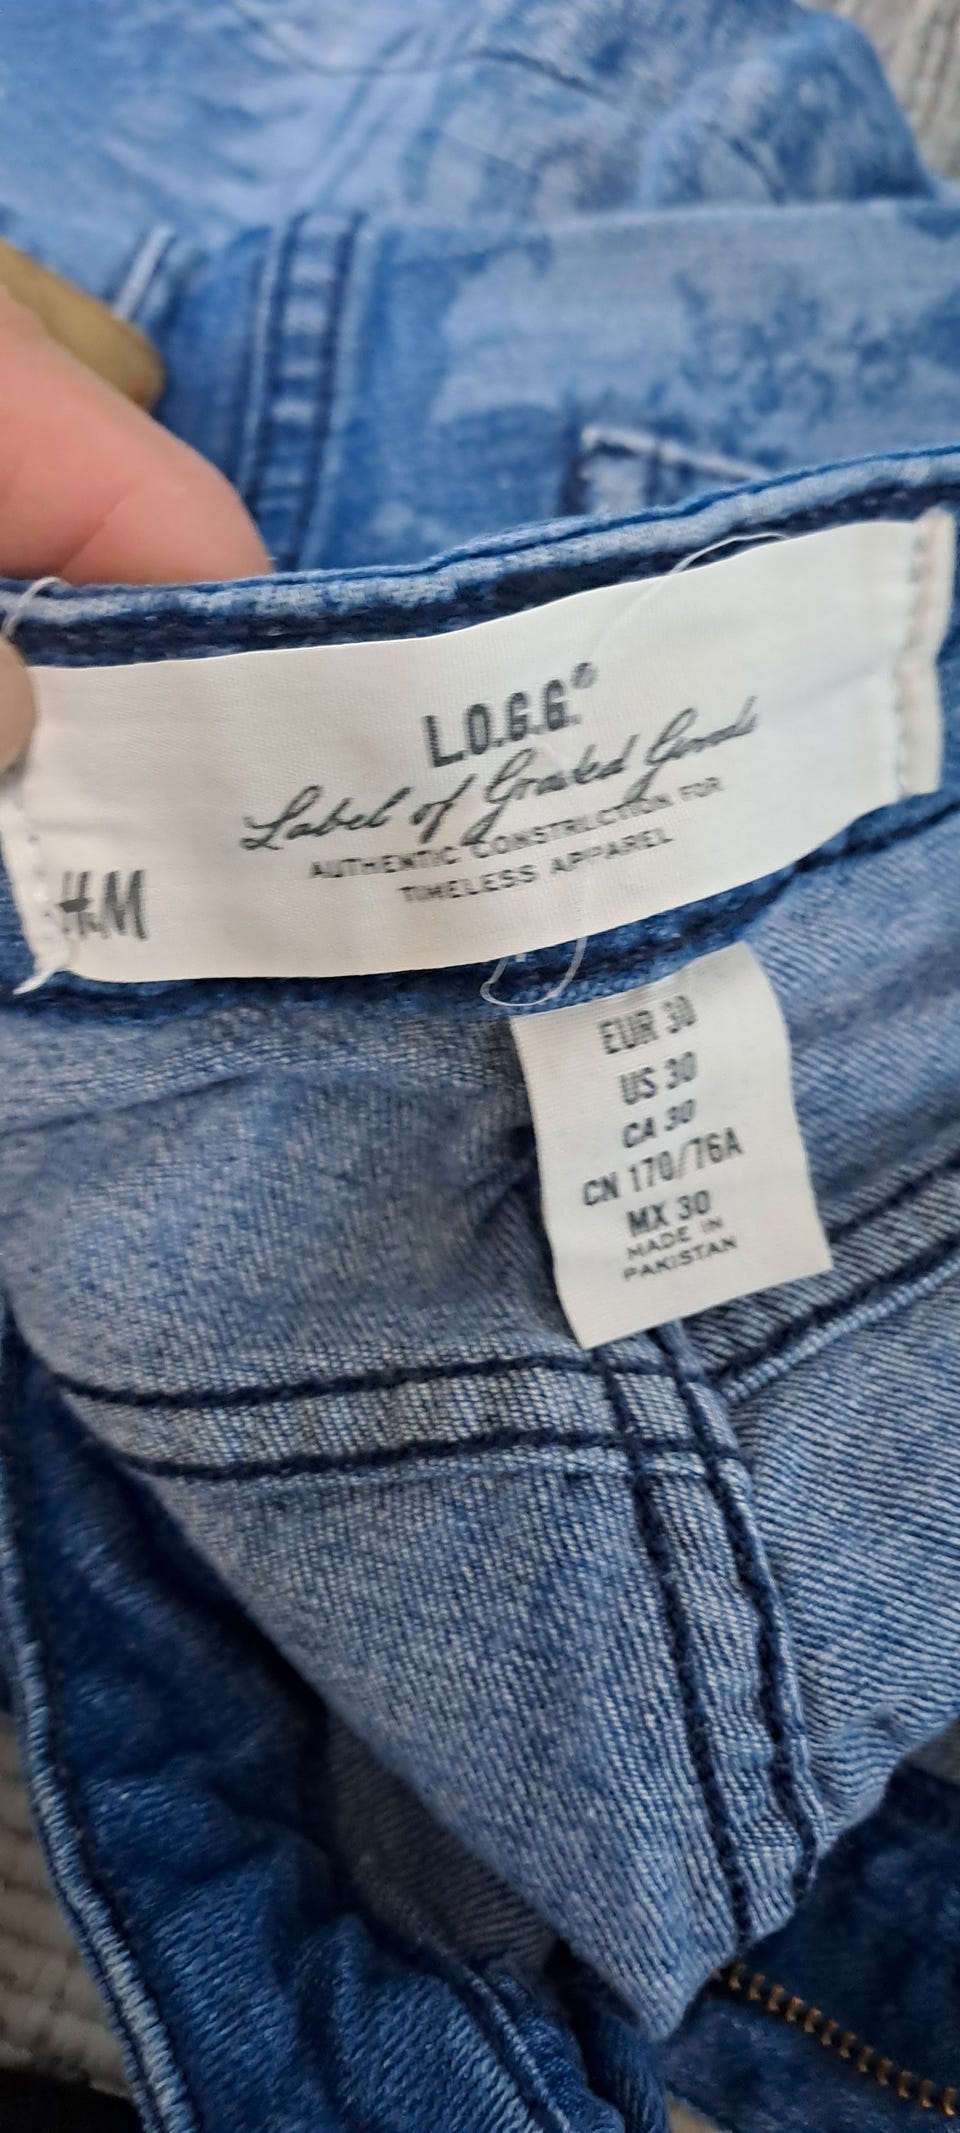 L.O.G.G.®
Label of Graded Goods
AUTHENTIC CONSTRUCTION FOR
TIMELESS APPAREL
H&M
EUR 30
US 30
CA 30
CN 170/76A
MX 30
MADE IN
PAKISTAN